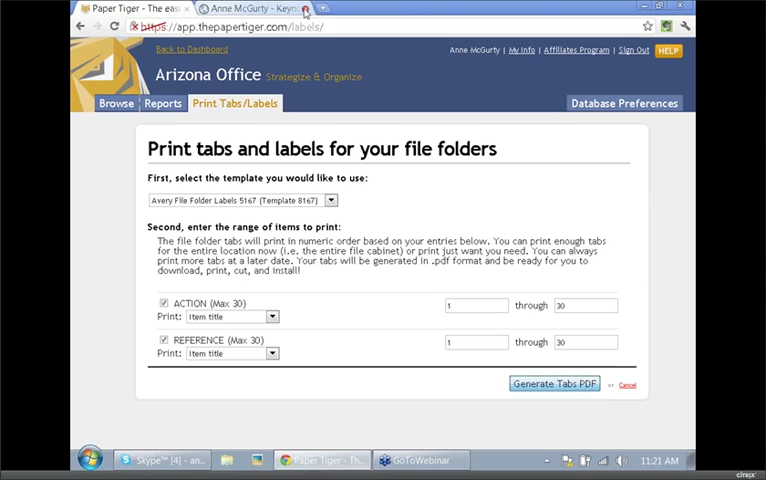 Paper Tiger - The easi
Anne McGurty - Keyno
https://app.thepapertiger.com/labels/
Back to Dashboard
Anne McGurty | My Info | Affiliates Program | Sign Out HELP
Arizona Office Strategize & Organize
Browse Reports Print Tabs/Labels Database Preferences
Print tabs and labels for your file folders
First, select the template you would like to use:
Avery File Folder Labels 5167 (Template 8167)
Second, enter the range of items to print:
The file folder tabs will print in numeric order based on your entries below. You can print enough tabs
for the entire location now (i.e. the entire file cabinet) or print just want you need. You can always
print more tabs at a later date. Your tabs will be generated in .pdf format and be ready for you to
download, print, cut, and install!
ACTION (Max 30) 1 through 30
Print: Item title
REFERENCE (Max 30) 1 through 30
Print: Item title
Generate Tabs PDF or Cancel
Skype™ [4] - an... Paper Tiger - Th... GoToWebinar 11:21 AM
citrix